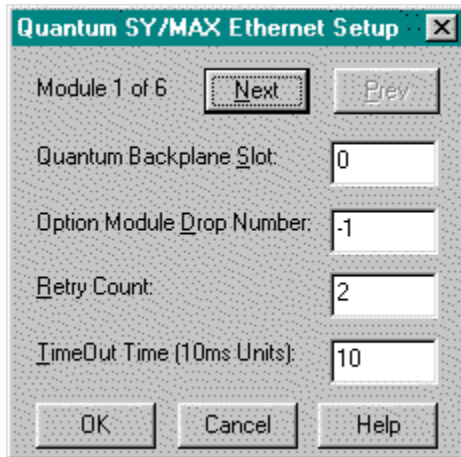 Quantum SY/MAX Ethernet Setup
Module 1 of 6 Next Prev
Quantum Backplane Slot: 0
Option Module Drop Number: -1
Retry Count: 2
TimeOut Time (10ms Units): 10
OK Cancel Help